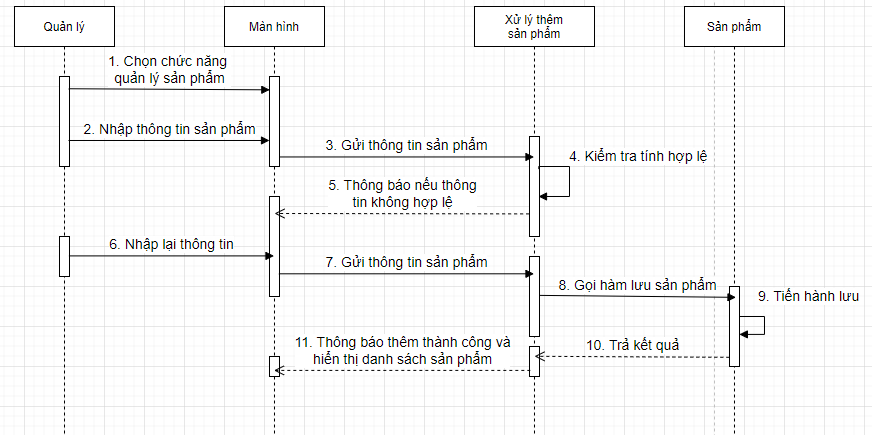 Quản lý
Màn hình
Xử lý thêm
sản phẩm
Sản phẩm
1. Chọn chức năng
quản lý sản phẩm
2. Nhập thông tin sản phẩm
3. Gửi thông tin sản phẩm
4. Kiểm tra tính hợp lệ
5. Thông báo nếu thông
tin không hợp lệ
6. Nhập lại thông tin
7. Gửi thông tin sản phẩm
8. Gọi hàm lưu sản phẩm
9. Tiến hành lưu
10. Trả kết quả
11. Thông báo thêm thành công và
hiển thị danh sách sản phẩm